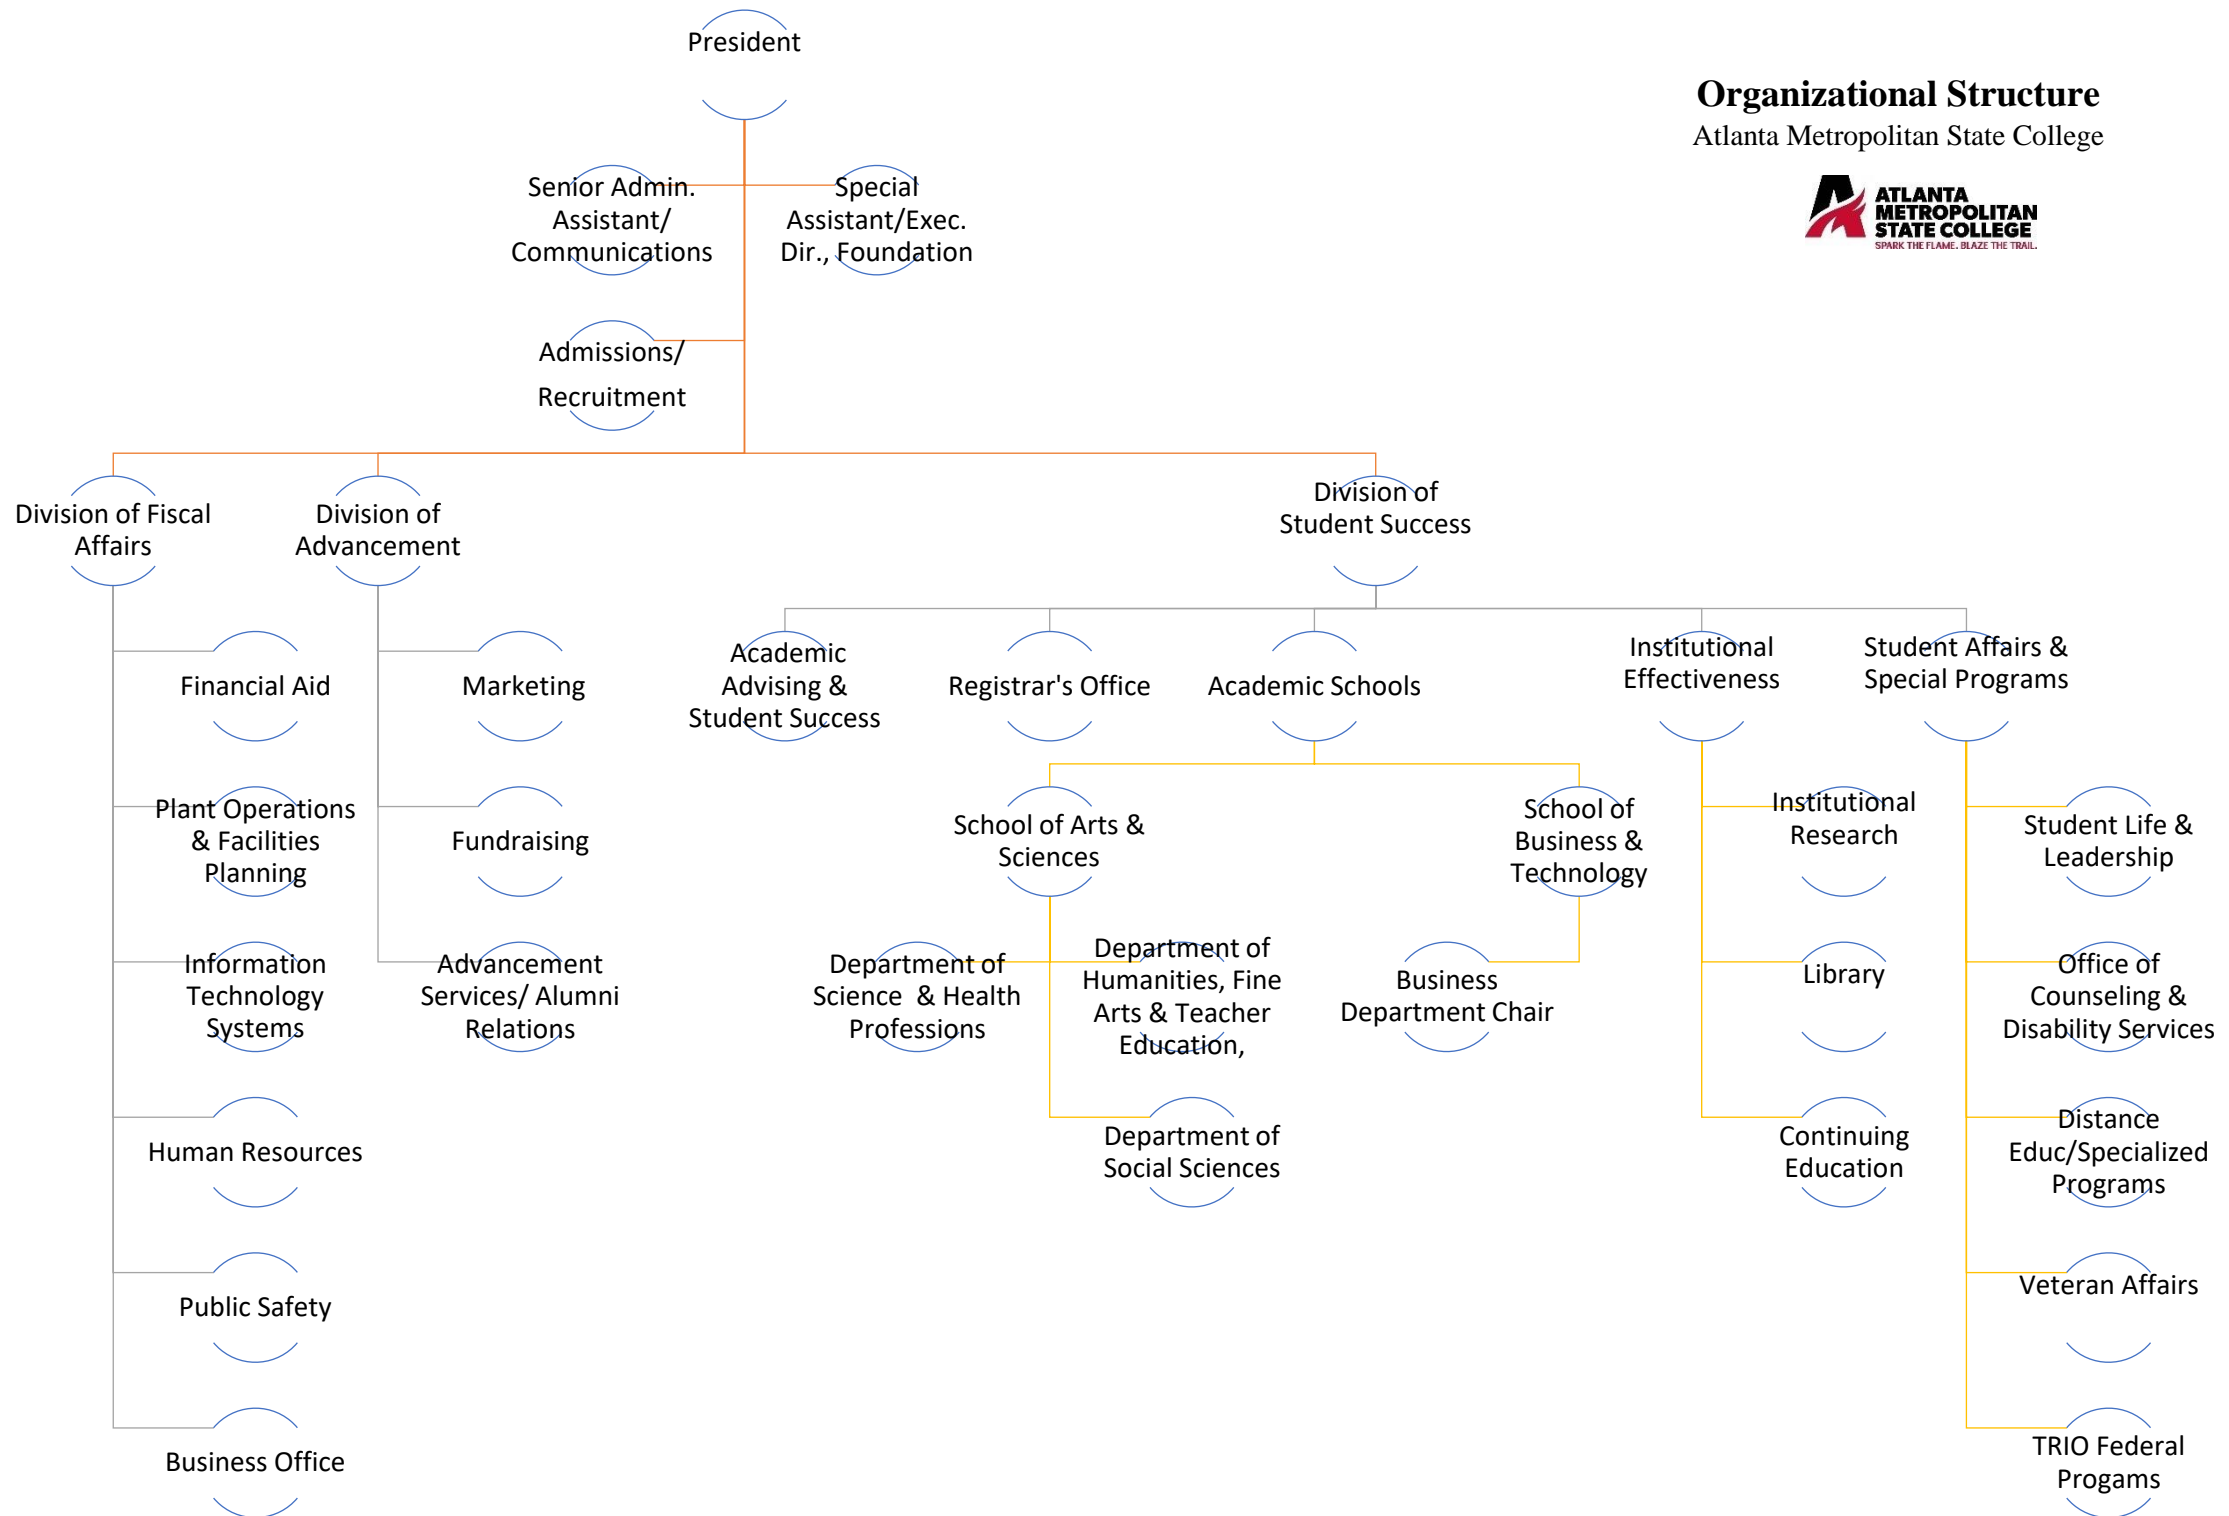 President
Organizational Structure
Atlanta Metropolitan State College
ATLANTA
METROPOLITAN
STATE COLLEGE
SPARK THE FLAME. BLAZE THE TRAIL.
Senior Admin.
Assistant/
Communications
Special
Assistant/Exec.
Dir., Foundation
Admissions/
Recruitment
Division of Fiscal
Affairs
Division of
Advancement
Division of
Student Success
Financial Aid
Marketing
Academic
Advising &
Student Success
Registrar's Office
Academic Schools
Institutional
Effectiveness
Student Affairs &
Special Programs
Plant Operations
& Facilities
Planning
Fundraising
School of Arts &
Sciences
School of
Business &
Technology
Institutional
Research
Student Life &
Leadership
Information
Technology
Systems
Advancement
Services/ Alumni
Relations
Department of
Science  & Health
Professions
Department of
Humanities, Fine
Arts & Teacher
Education,
Business
Department Chair
Library
Office of
Counseling &
Disability Services
Human Resources
Department of
Social Sciences
Continuing
Education
Distance
Educ/Specialized
Programs
Public Safety
Veteran Affairs
Business Office
TRIO Federal
Progams